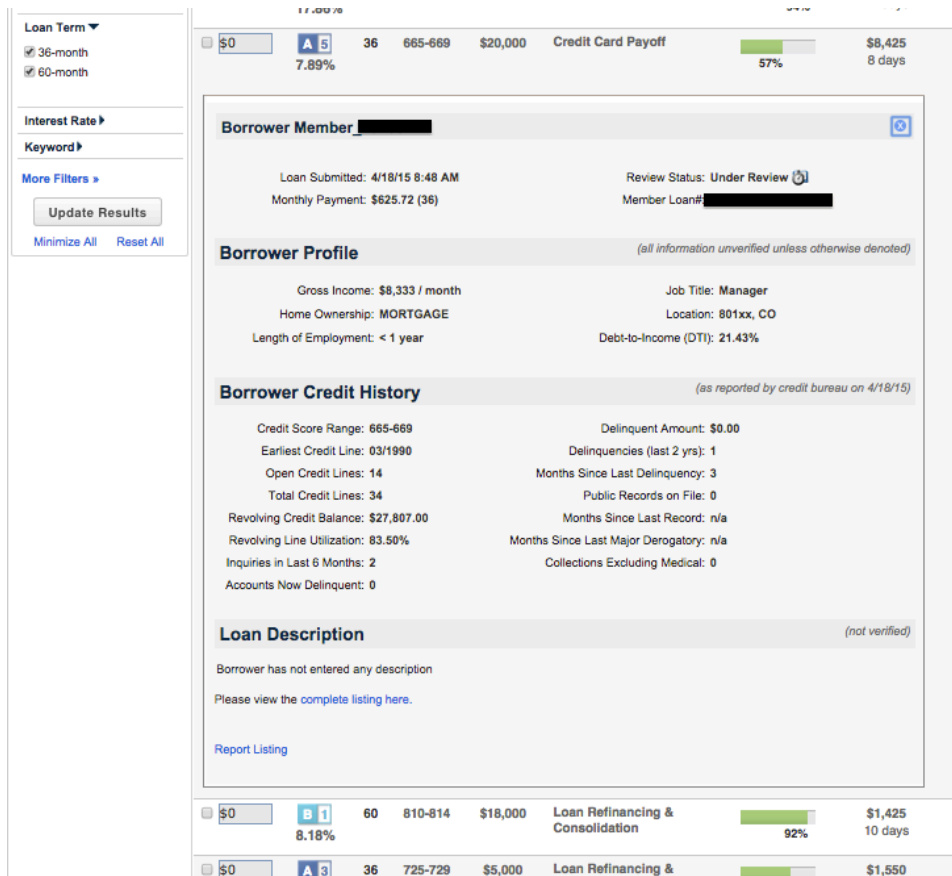 17.86%
94%
Loan Term
36-month
60-month
Interest Rate
Keyword
More Filters »
Update Results
Minimize All Reset All
$0 A 5 36 665-669 $20,000 Credit Card Payoff $8,425
7.89% 57% 8 days
Borrower Member_
Loan Submitted: 4/18/15 8:48 AM Review Status: Under Review
Monthly Payment: $625.72 (36) Member Loan#:
Borrower Profile (all information unverified unless otherwise denoted)
Gross Income: $8,333 / month Job Title: Manager
Home Ownership: MORTGAGE Location: 801xx, CO
Length of Employment: < 1 year Debt-to-Income (DTI): 21.43%
Borrower Credit History (as reported by credit bureau on 4/18/15)
Credit Score Range: 665-669 Delinquent Amount: $0.00
Earliest Credit Line: 03/1990 Delinquencies (last 2 yrs): 1
Open Credit Lines: 14 Months Since Last Delinquency: 3
Total Credit Lines: 34 Public Records on File: 0
Revolving Credit Balance: $27,807.00 Months Since Last Record: n/a
Revolving Line Utilization: 83.50% Months Since Last Major Derogatory: n/a
Inquiries in Last 6 Months: 2 Collections Excluding Medical: 0
Accounts Now Delinquent: 0
Loan Description (not verified)
Borrower has not entered any description
Please view the complete listing here.
Report Listing
$0 B 1 60 810-814 $18,000 Loan Refinancing & $1,425
8.18% Consolidation 92% 10 days
$0 A 3 36 725-729 $5,000 Loan Refinancing & $1,550